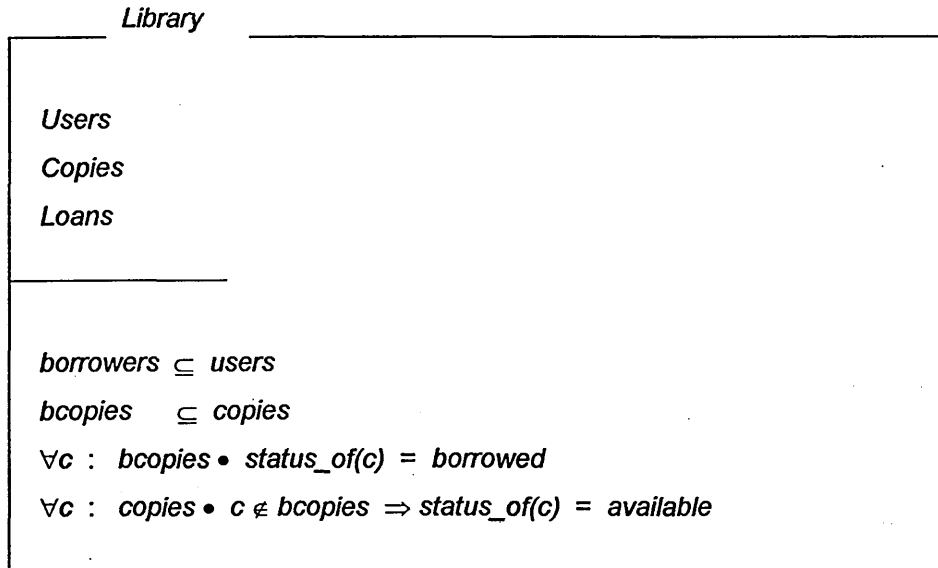 Library
Users
Copies
Loans
borrowers ⊆ users
bcopies ⊆ copies
∀c : bcopies • status_of(c) = borrowed
∀c : copies • c ∉ bcopies ⇒ status_of(c) = available